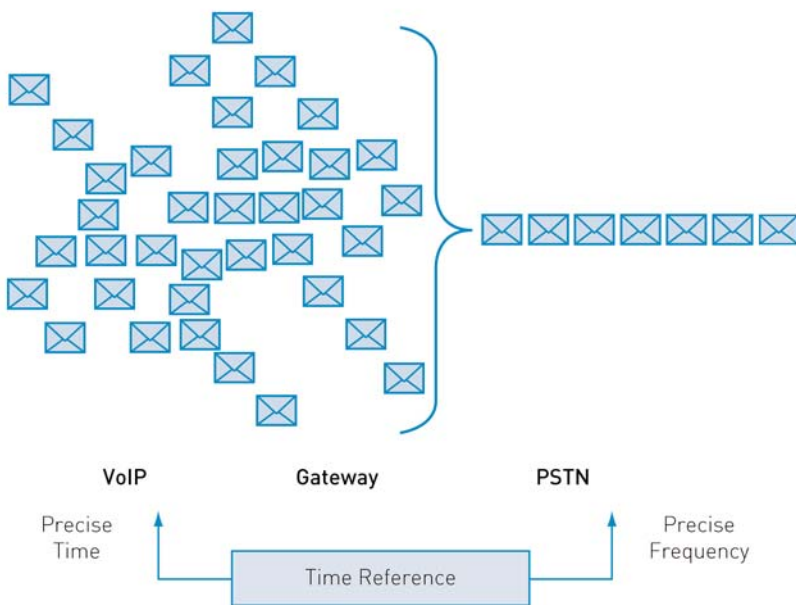 VoIP
Gateway
PSTN
Precise
Time
Precise
Frequency
Time Reference